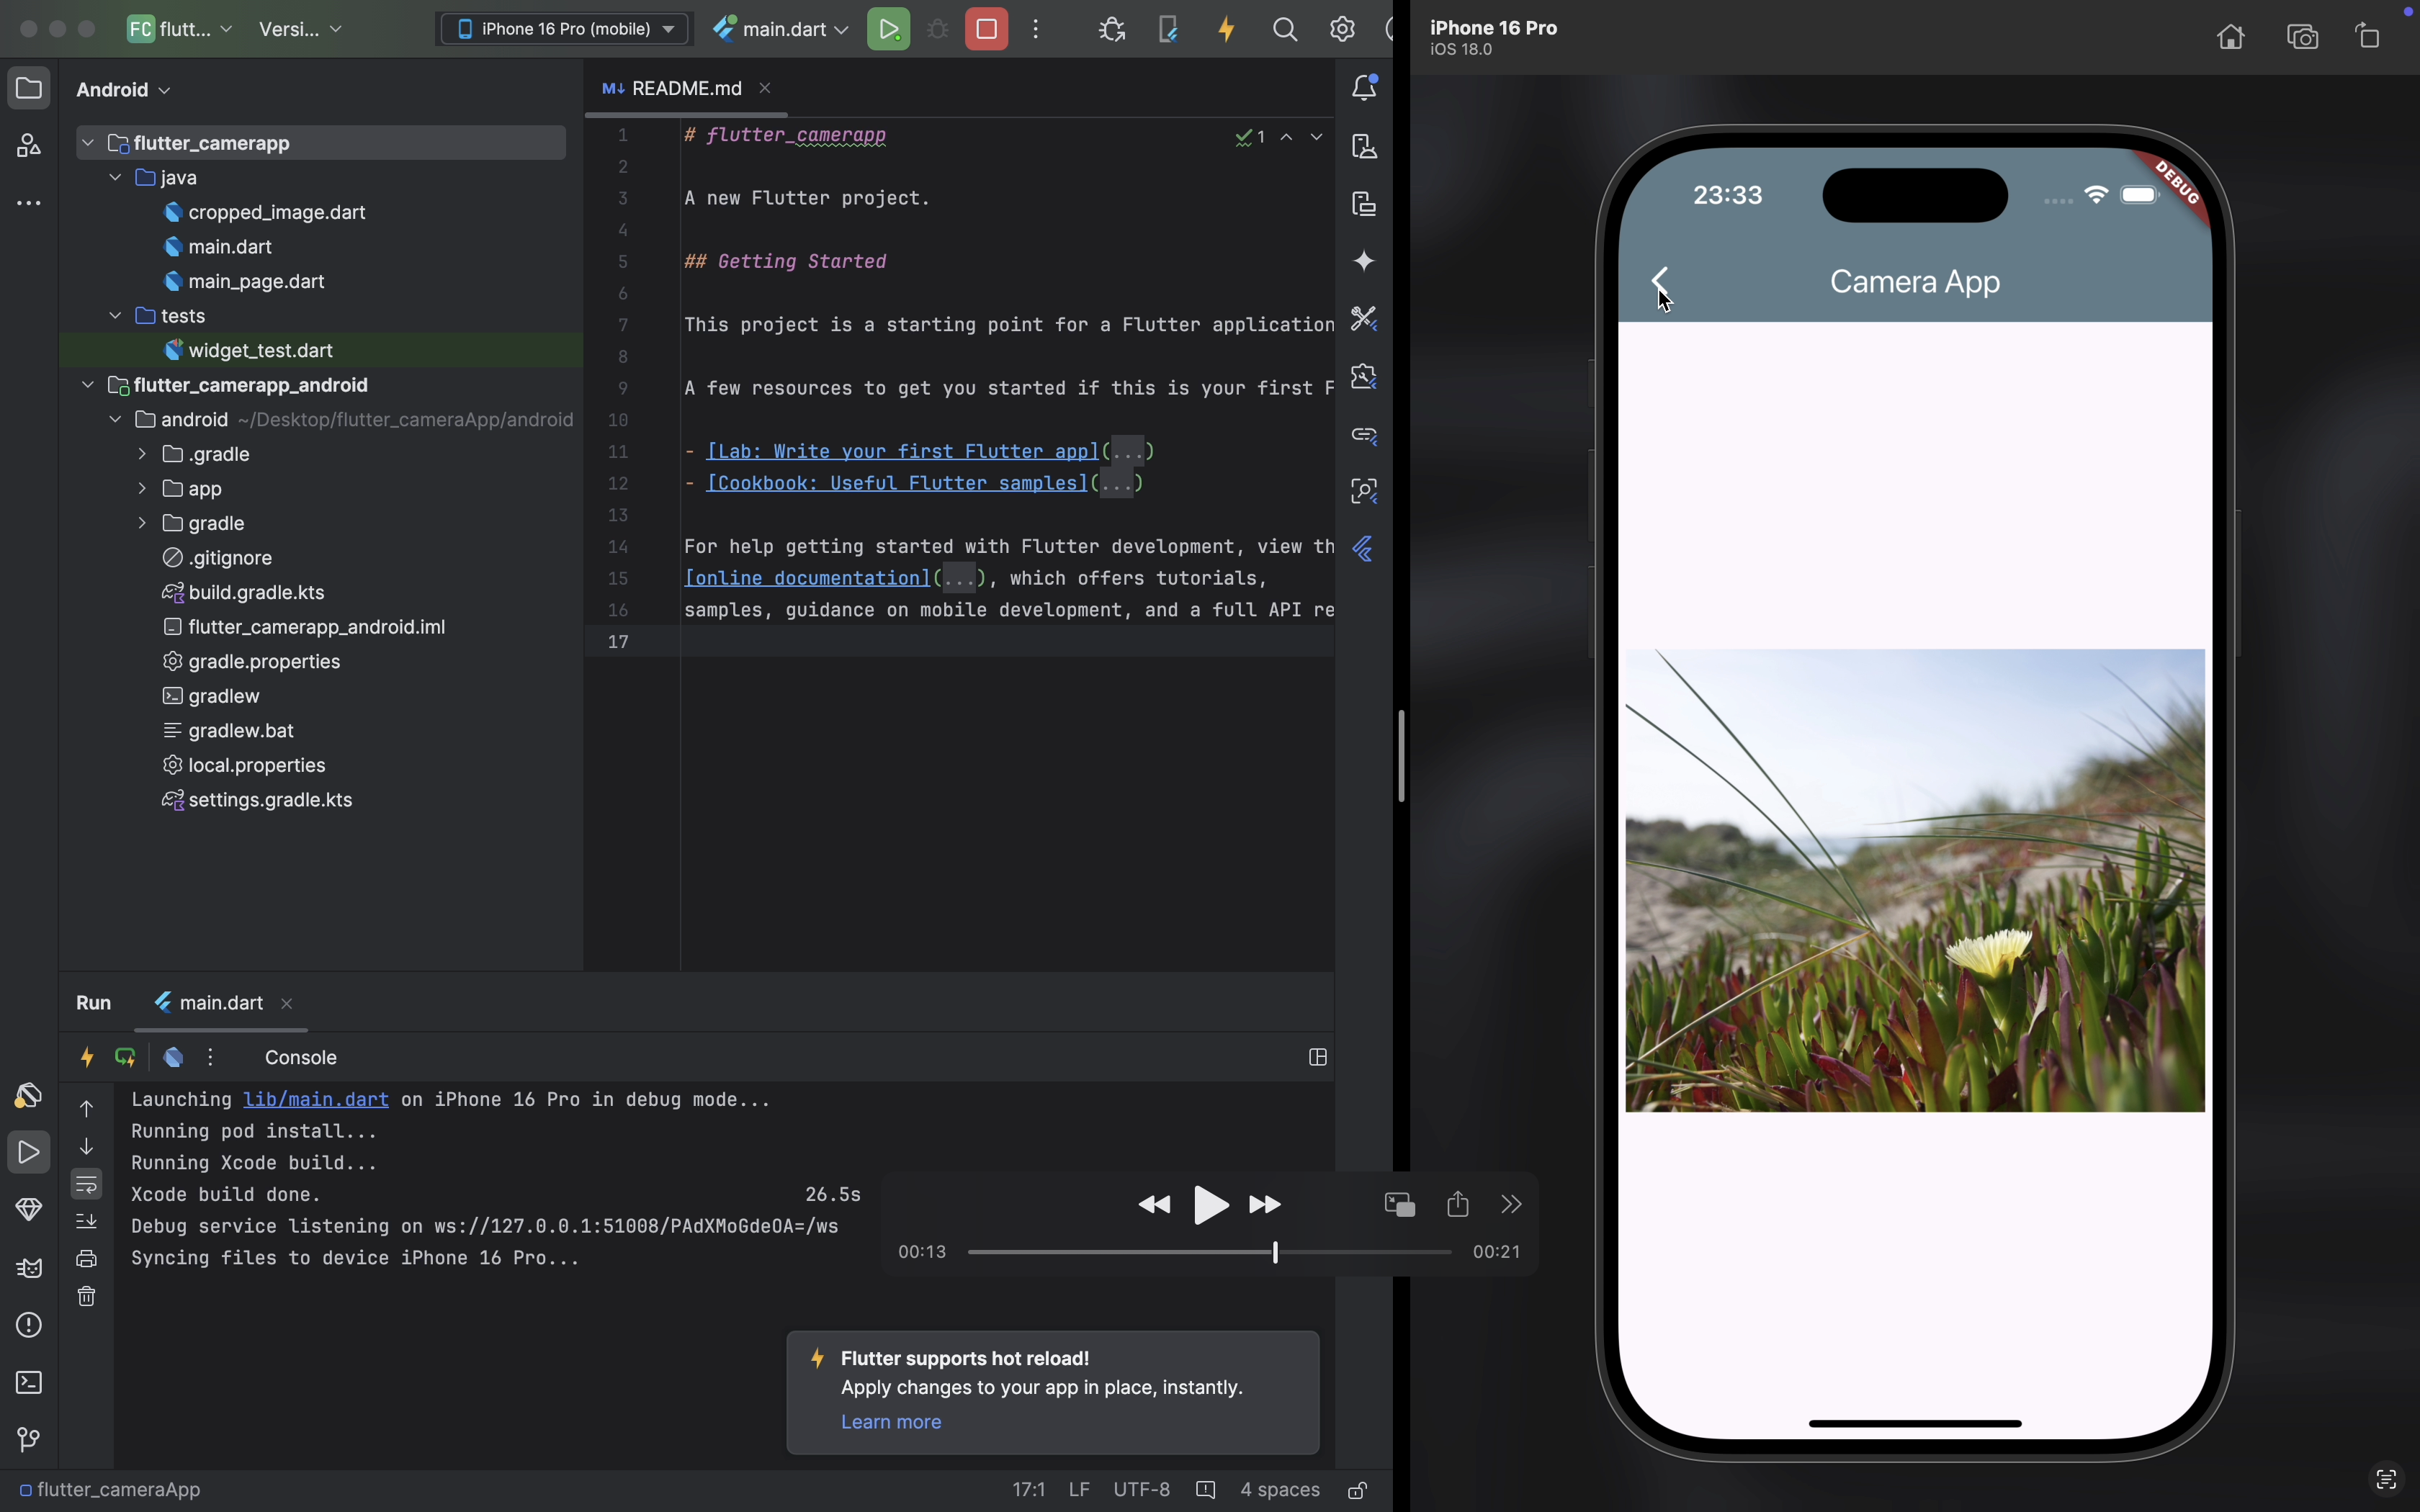 FC flutt...
Versi...
iPhone 16 Pro (mobile)
main.dart
Android
flutter_camerapp
java
cropped_image.dart
main.dart
main_page.dart
tests
widget_test.dart
flutter_camerapp_android
android ~/Desktop/flutter_cameraApp/android
.gradle
app
gradle
.gitignore
build.gradle.kts
flutter_camerapp_android.iml
gradle.properties
gradlew
gradlew.bat
local.properties
settings.gradle.kts
M↓ README.md
1 # flutter_camerapp
1
2
3 A new Flutter project.
4
5 ## Getting Started
6
7 This project is a starting point for a Flutter application
8
9 A few resources to get you started if this is your first F
10
11 - [Lab: Write your first Flutter app](...)
12 - [Cookbook: Useful Flutter samples](...)
13
14 For help getting started with Flutter development, view th
15 [online documentation](...), which offers tutorials,
16 samples, guidance on mobile development, and a full API re
17
Run
main.dart
Console
Launching lib/main.dart on iPhone 16 Pro in debug mode...
Running pod install...
Running Xcode build...
Xcode build done. 26.5s
Debug service listening on ws://127.0.0.1:51008/PAdXMoGdeOA=/ws
Syncing files to device iPhone 16 Pro...
00:13
00:21
Flutter supports hot reload!
Apply changes to your app in place, instantly.
Learn more
flutter_cameraApp
17:1 LF UTF-8 4 spaces
iPhone 16 Pro
iOS 18.0
23:33
DEBUG
Camera App